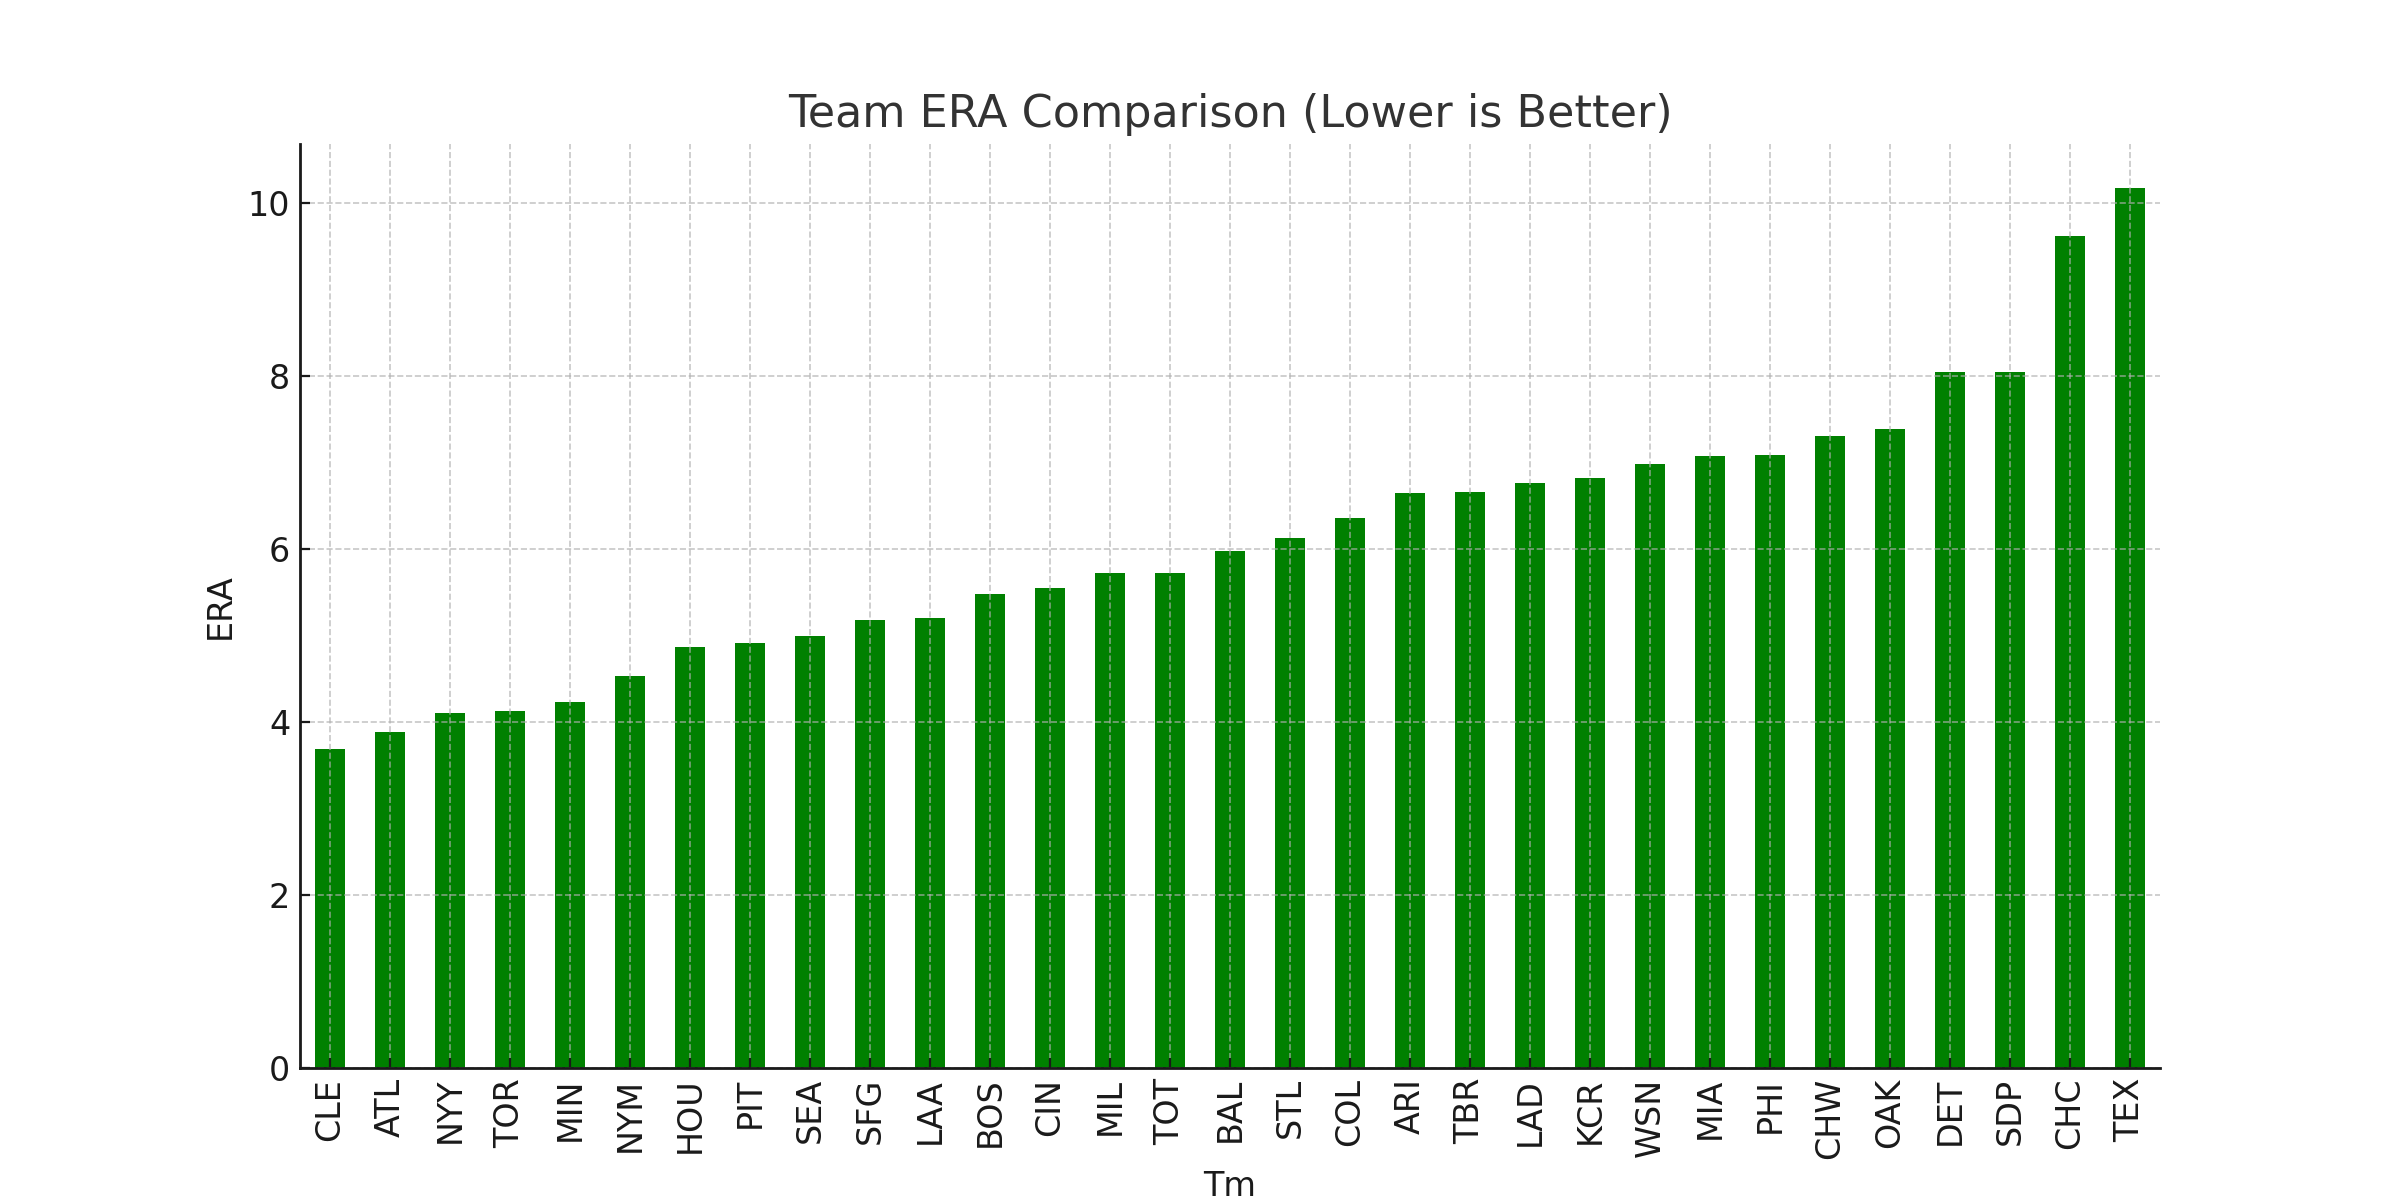 Team ERA Comparison (Lower is Better)
ERA
10
8
6
4
2
0
CLE
ATL
NYY
TOR
MIN
NYM
HOU
PIT
SEA
SFG
LAA
BOS
CIN
MIL
TOT
BAL
STL
COL
ARI
TBR
LAD
KCR
WSN
MIA
PHI
CHW
OAK
DET
SDP
CHC
TEX
Tm